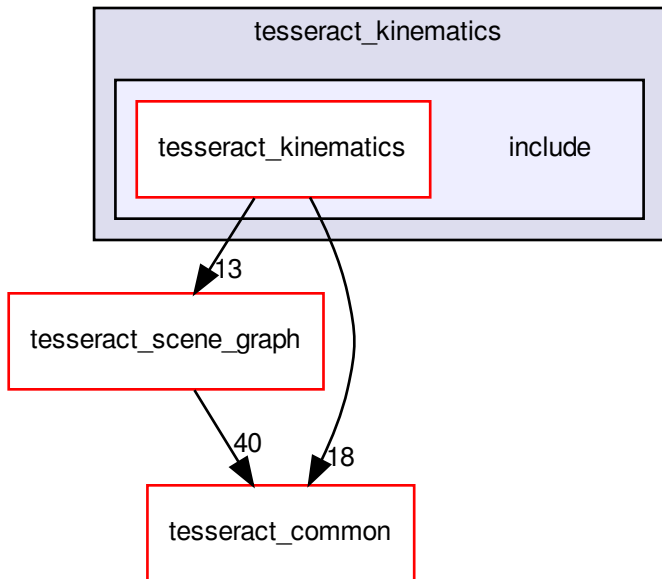 tesseract_kinematics
tesseract_kinematics
include
13
tesseract_scene_graph
40
18
tesseract_common